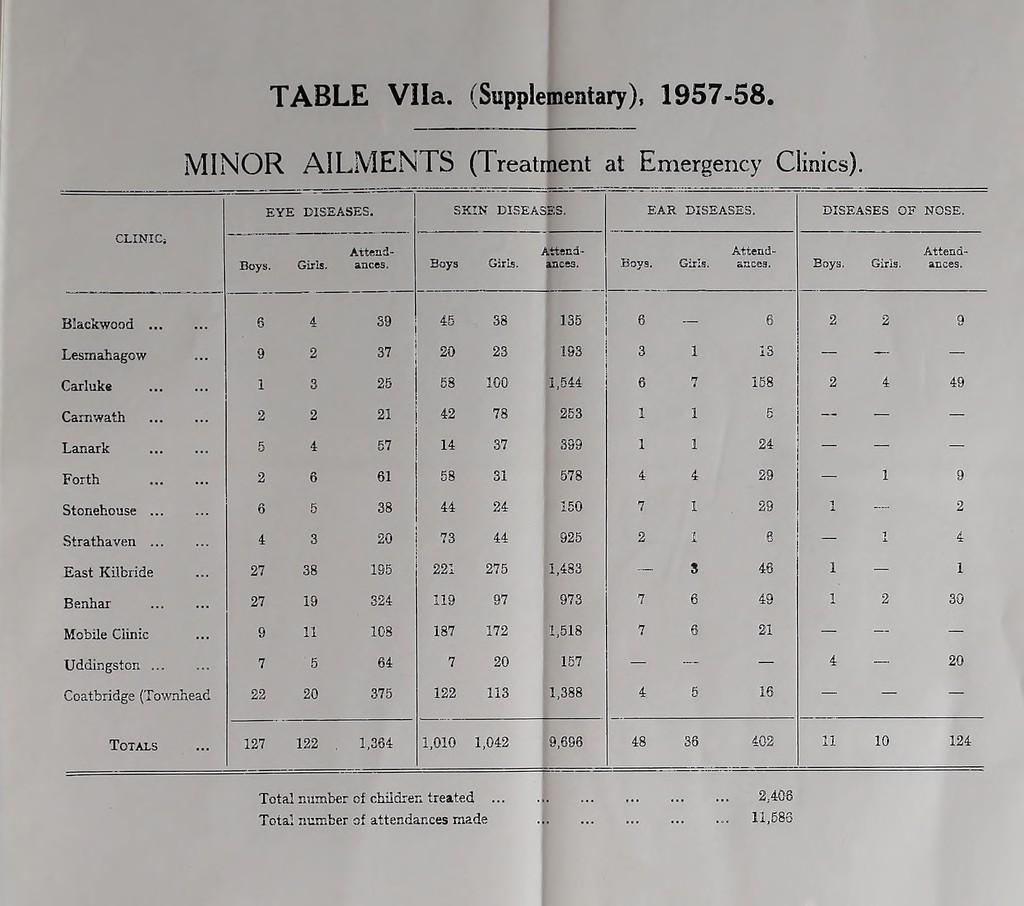 TABLE VIIa. (Supplementary), 1957-58.
MINOR AILMENTS (Treatment at Emergency Clinics).
EYE DISEASES. SKIN DISEASES. EAR DISEASES. DISEASES OF NOSE.
CLINIC.
Boys. Girls. Attend-ances. Boys Girls. Attend-ances. Boys. Girls. Attend-ances. Boys. Girls. Attend-ances.
Blackwood ... ... 6 4 39 45 38 135 6 — 6 2 2 9
Lesmahagow ... 9 2 37 20 23 193 3 1 13 — — —
Carluke ... ... 1 3 25 58 100 1,544 6 7 158 2 4 49
Carnwath ... ... 2 2 21 42 78 253 1 1 5 — — —
Lanark ... ... 5 4 57 14 37 399 1 1 24 — — —
Forth ... ... 2 6 61 58 31 578 4 4 29 — 1 9
Stonehouse ... ... 6 5 38 44 24 150 7 1 29 1 — 2
Strathaven ... ... 4 3 20 73 44 925 2 1 6 — 1 4
East Kilbride ... 27 38 195 221 275 1,483 — 3 46 1 — 1
Benhar ... ... 27 19 324 119 97 973 7 6 49 1 2 30
Mobile Clinic ... 9 11 108 187 172 1,518 7 6 21 — — —
Uddingston ... ... 7 5 64 7 20 157 — — — 4 — 20
Coatbridge (Townhead 22 20 375 122 113 1,388 4 5 16 — — —
TOTALS ... 127 122 1,364 1,010 1,042 9,696 48 36 402 11 10 124
Total number of children treated ... ... ... ... ... ... 2,406
Total number of attendances made ... ... ... ... ... 11,586